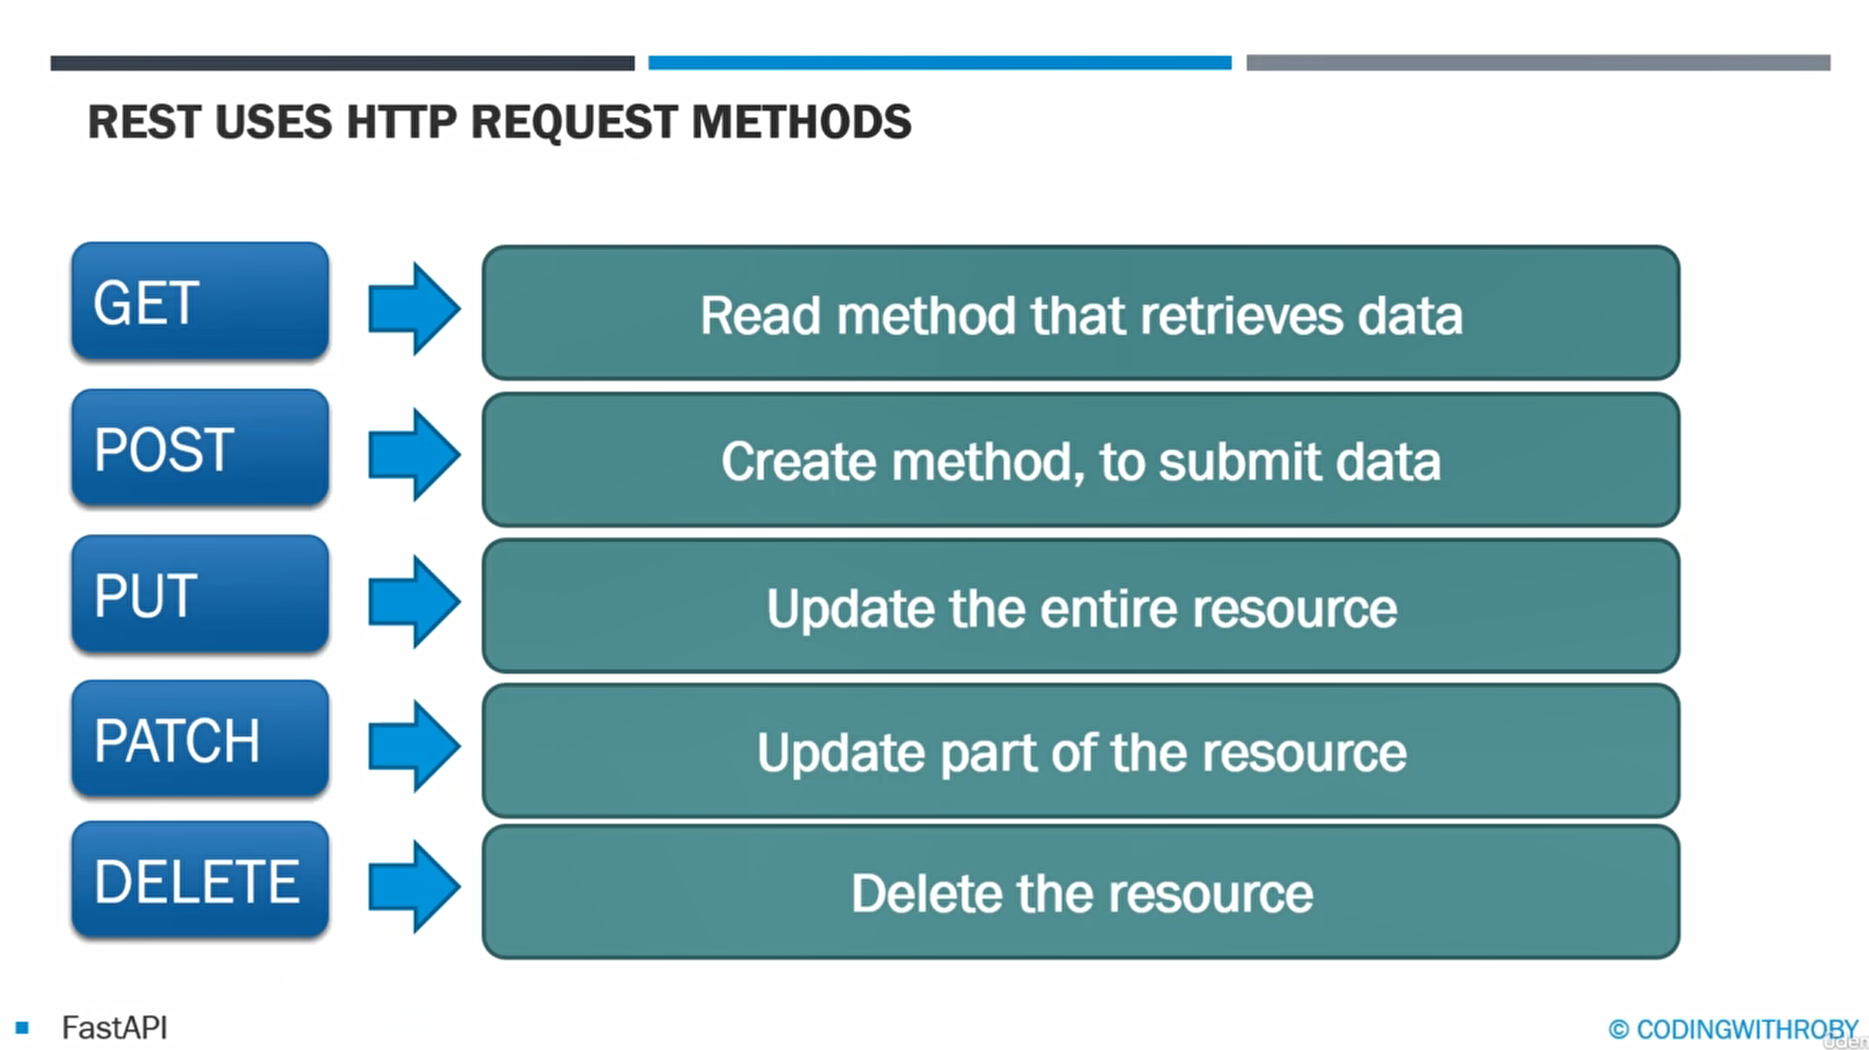 REST USES HTTP REQUEST METHODS
GET
Read method that retrieves data
POST
Create method, to submit data
PUT
Update the entire resource
PATCH
Update part of the resource
DELETE
Delete the resource
FastAPI
© CODINGWITHROBY